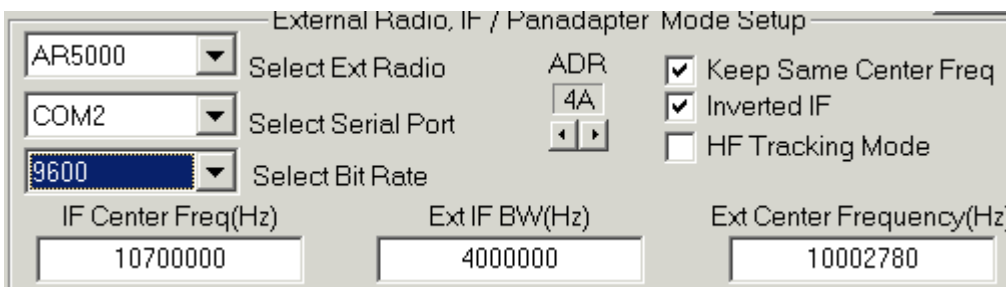 External Radio, IF / Panadapter Mode Setup
AR5000 Select Ext Radio ADR Keep Same Center Freq
COM2 Select Serial Port 4A Inverted IF
9600 Select Bit Rate HF Tracking Mode
IF Center Freq(Hz) Ext IF BW(Hz) Ext Center Frequency(Hz)
10700000 4000000 10002780